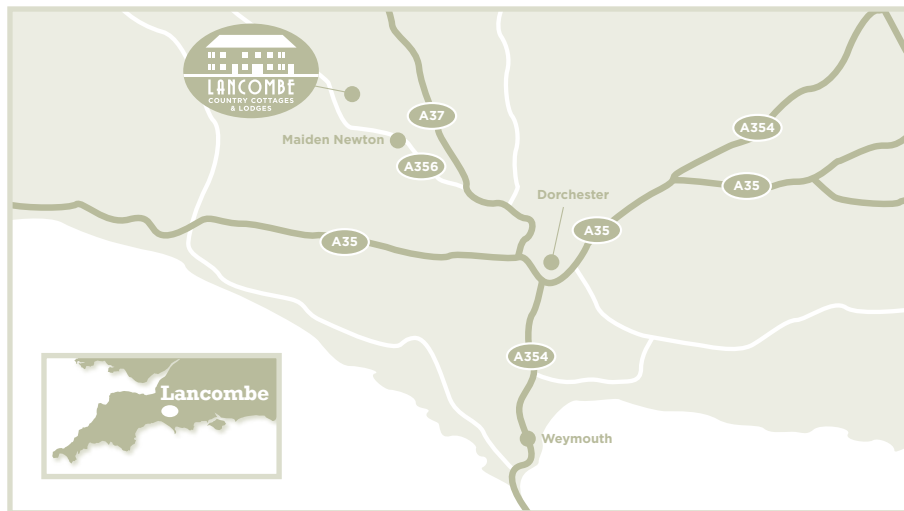 LANCOMBE
COUNTRY COTTAGES
& LODGES
A37
A354
Maiden Newton
A356
A35
Dorchester
A35
A35
A354
Lancombe
Weymouth